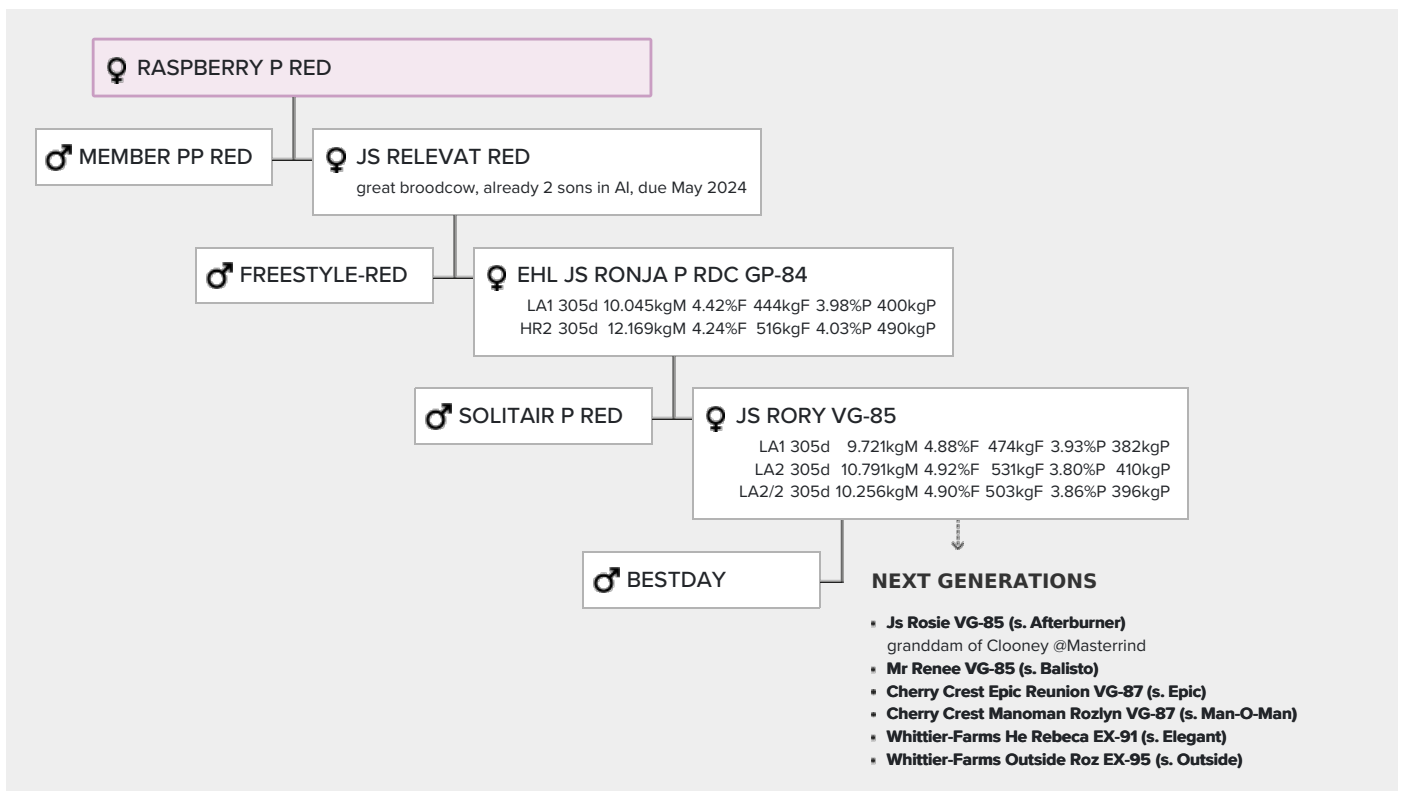 RASPBERRY P RED
MEMBER PP RED
JS RELEVAT RED
great broodcow, already 2 sons in AI, due May 2024
FREESTYLE-RED
EHL JS RONJA P RDC GP-84
LA1 305d 10.045kgM 4.42%F 444kgF 3.98%P 400kgP
HR2 305d 12.169kgM 4.24%F 516kgF 4.03%P 490kgP
SOLITAIR P RED
JS RORY VG-85
LA1 305d 9.721kgM 4.88%F 474kgF 3.93%P 382kgP
LA2 305d 10.791kgM 4.92%F 531kgF 3.80%P 410kgP
LA2/2 305d 10.256kgM 4.90%F 503kgF 3.86%P 396kgP
BESTDAY
NEXT GENERATIONS
Js Rosie VG-85 (s. Afterburner)
granddam of Clooney @Masterrind
Mr Renee VG-85 (s. Balisto)
Cherry Crest Epic Reunion VG-87 (s. Epic)
Cherry Crest Manoman Rozlyn VG-87 (s. Man-O-Man)
Whittier-Farms He Rebeca EX-91 (s. Elegant)
Whittier-Farms Outside Roz EX-95 (s. Outside)